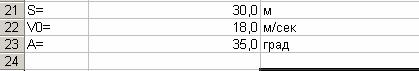 21 S= 30,0 м
22 V0= 18,0 м/сек
23 A= 35,0 град
24